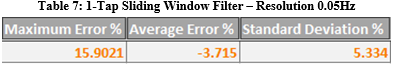 Table 7: 1-Tap Sliding Window Filter – Resolution 0.05Hz
Maximum Error % Average Error % Standard Deviation %
15.9021 -3.715 5.334